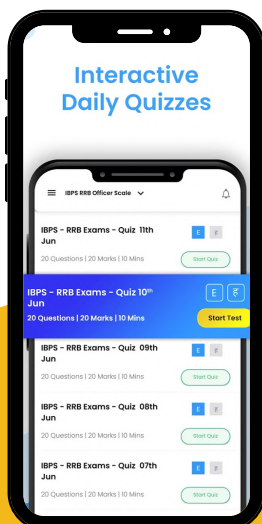 Interactive
Daily Quizzes
IBPS RRB Officer Scale
IBPS - RRB Exams - Quiz 11th
Jun
E ह
20 Questions | 20 Marks | 10 Mins
Start Quiz
IBPS - RRB Exams - Quiz 10th
Jun
E ह
20 Questions | 20 Marks | 10 Mins
Start Test
IBPS - RRB Exams - Quiz 09th
Jun
E ह
20 Questions | 20 Marks | 10 Mins
Start Quiz
IBPS - RRB Exams - Quiz 08th
Jun
E ह
20 Questions | 20 Marks | 10 Mins
Start Quiz
IBPS - RRB Exams - Quiz 07th
Jun
E ह
20 Questions | 20 Marks | 10 Mins
Start Quiz